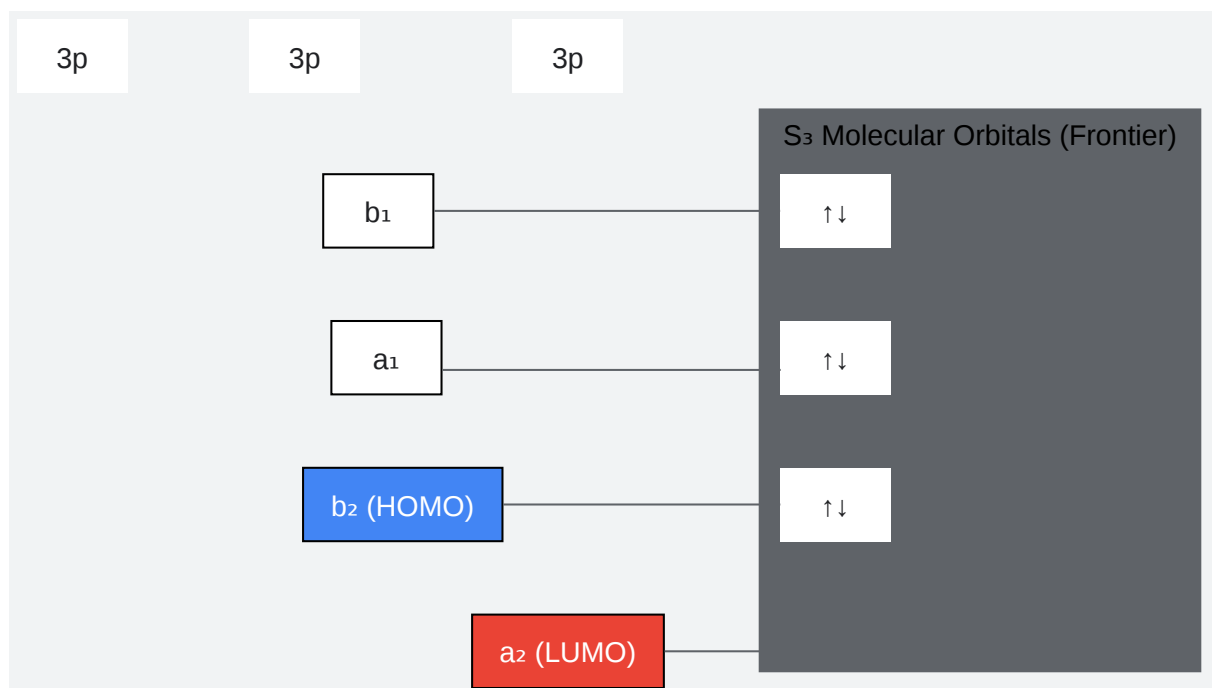 3p 3p 3p
S₃ Molecular Orbitals (Frontier)
b₁ ↑↓
a₁ ↑↓
b₂ (HOMO) ↑↓
a₂ (LUMO)